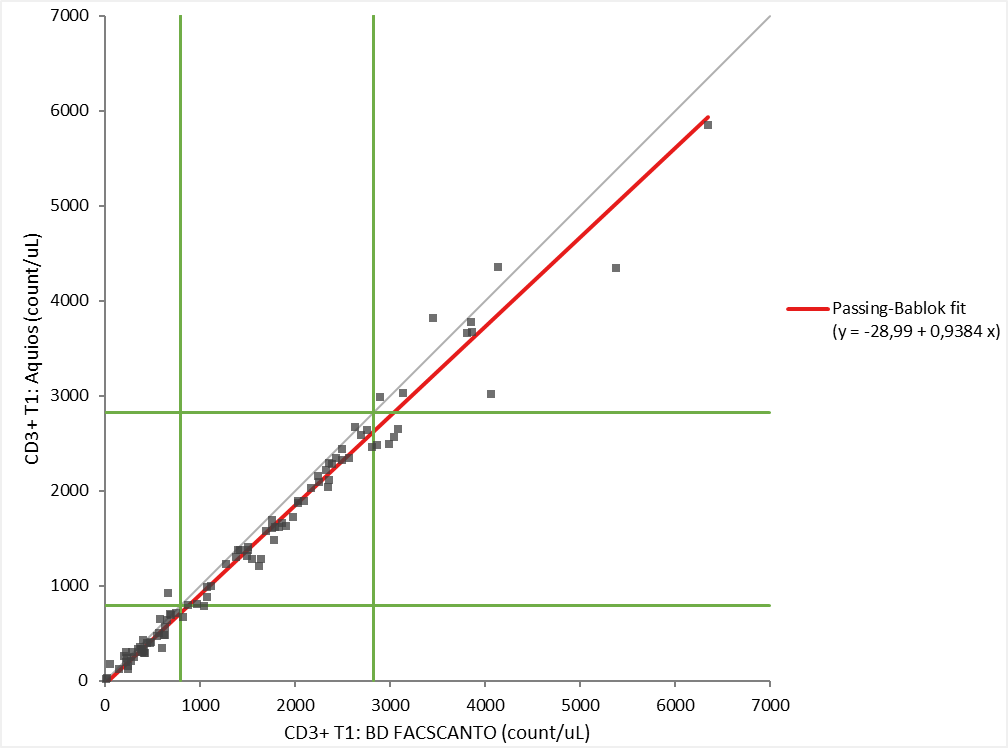 7000
6000
5000
4000
3000
2000
1000
0
CD3+ T1: Aquios (count/uL)
0 1000 2000 3000 4000 5000 6000 7000
CD3+ T1: BD FACSCANTO (count/uL)
Passing-Bablok fit
(y = -28,99 + 0,9384 x)